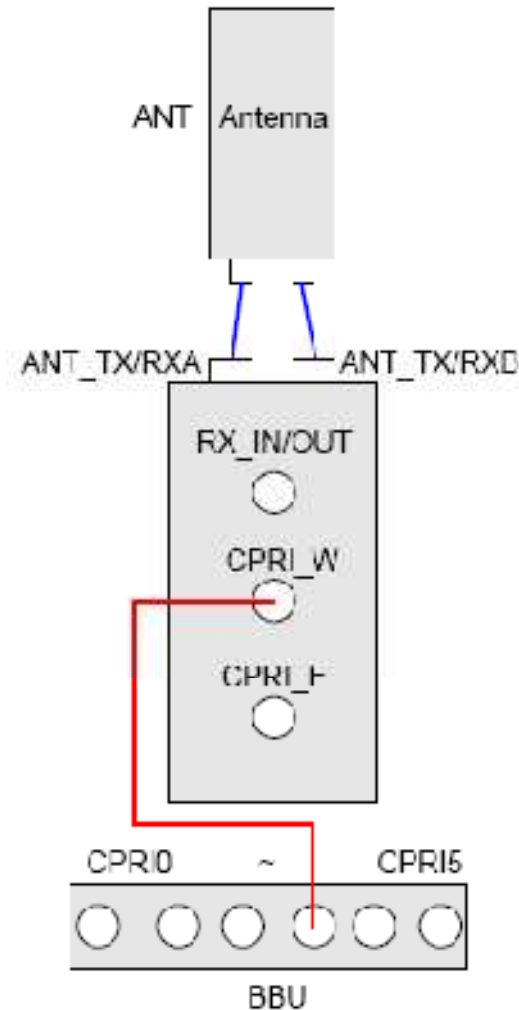 ANT Antenna
ANT_TX/RXA ANT_TX/RXB
RX_IN/OUT
CPRI_W
CPRI_E
CPRI0 ~ CPRI5
BBU